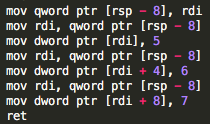 mov qword ptr [rsp - 8], rdi
mov rdi, qword ptr [rsp - 8]
mov dword ptr [rdi], 5
mov rdi, qword ptr [rsp - 8]
mov dword ptr [rdi + 4], 6
mov rdi, qword ptr [rsp - 8]
mov dword ptr [rdi + 8], 7
ret